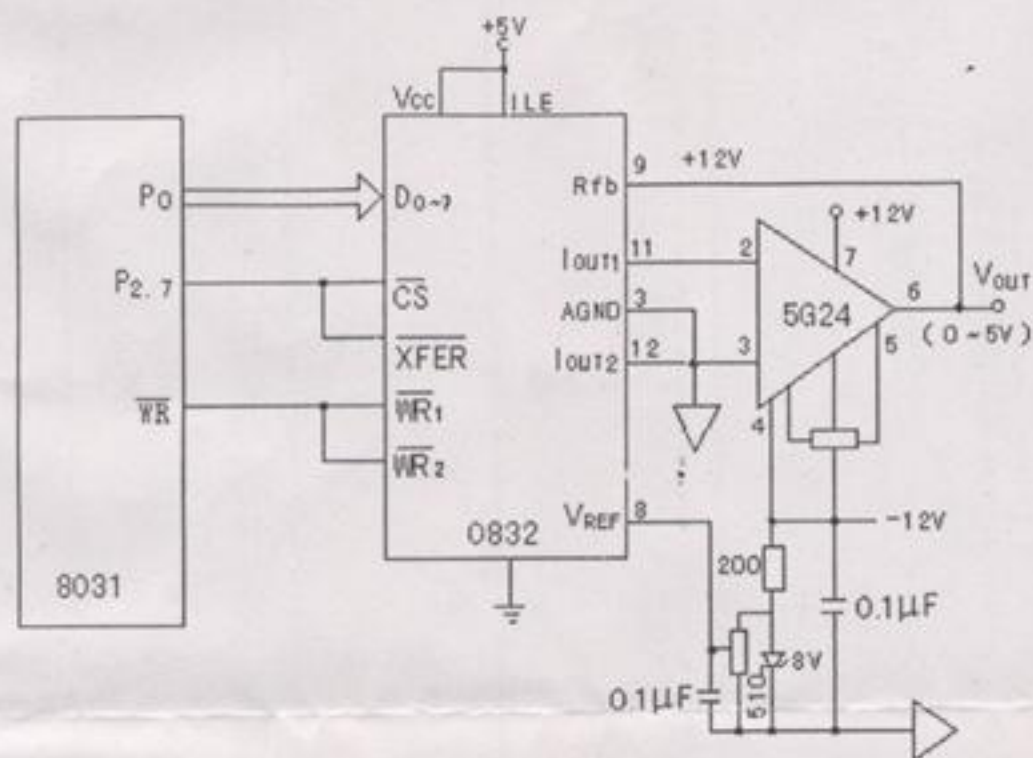 +5V
Vcc
ILE
P0
D0~7
Rfb
9
+12V
+12V
7
P2.7
CS
IOUT1
11
2
VOUT
XFER
AGND
3
5G24
6
(0~5V)
IOUT2
12
3
5
WR
WR1
4
WR2
VREF
8
-12V
0832
8031
200
0.1μF
8V
0.1μF
510